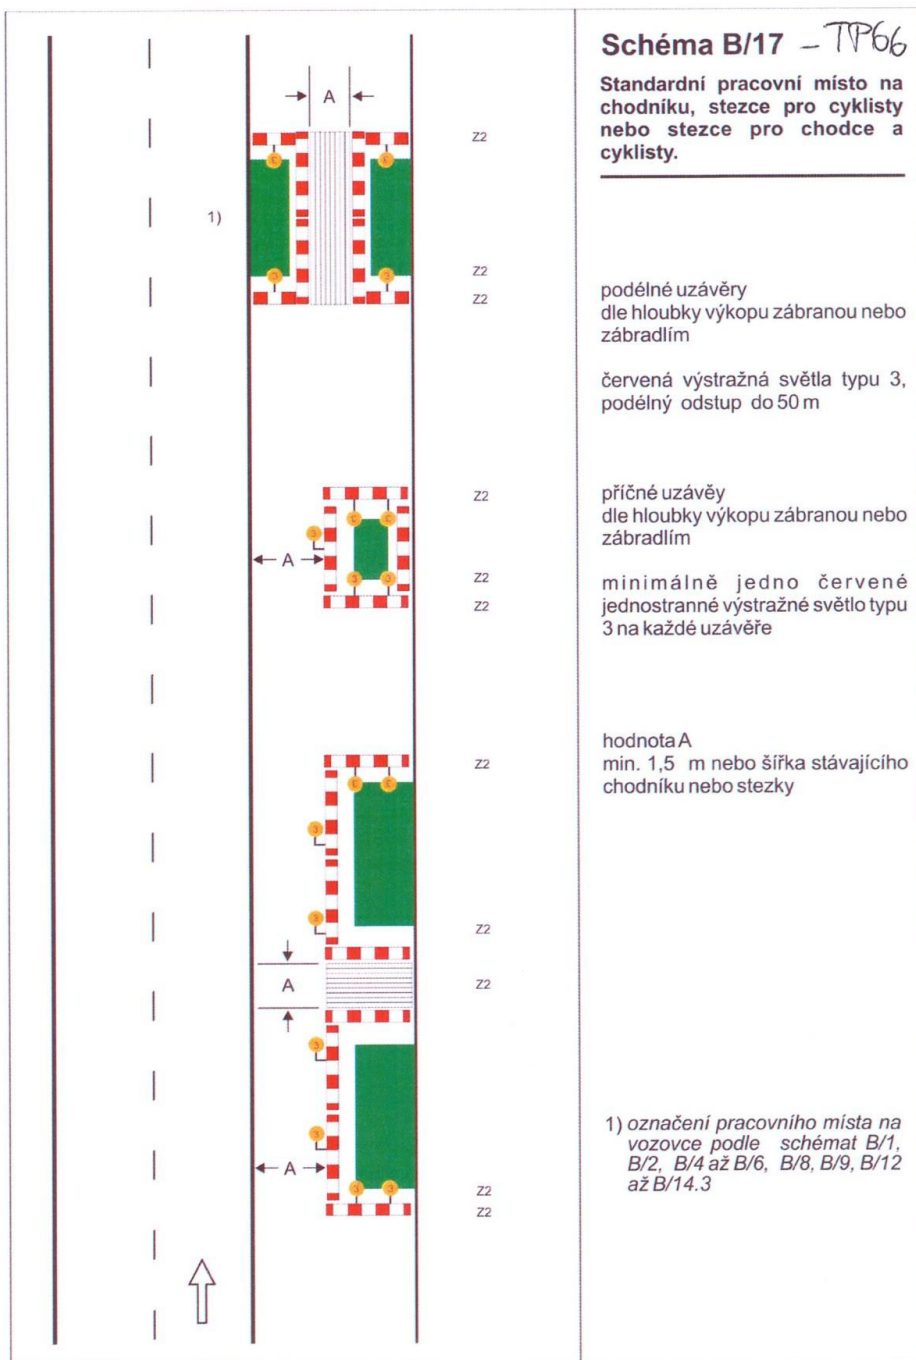 Schéma B/17 – TP66
Standardní pracovní místo na
chodníku, stezce pro cyklisty
nebo stezce pro chodce a
cyklisty.
A
Z2
1)
Z2
Z2
podélné uzávěry
dle hloubky výkopu zábranou nebo
zábradlím
červená výstražná světla typu 3,
podélný odstup do 50 m
Z2
příčné uzávěy
dle hloubky výkopu zábranou nebo
zábradlím
A
Z2
Z2
minimálně jedno červené
jednostranné výstražné světlo typu
3 na každé uzávěře
hodnota A
min. 1,5 m nebo šířka stávajícího
chodníku nebo stezky
Z2
Z2
A
Z2
1) označení pracovního místa na
vozovce podle schémat B/1,
B/2, B/4 až B/6, B/8, B/9, B/12
až B/14.3
A
Z2
Z2